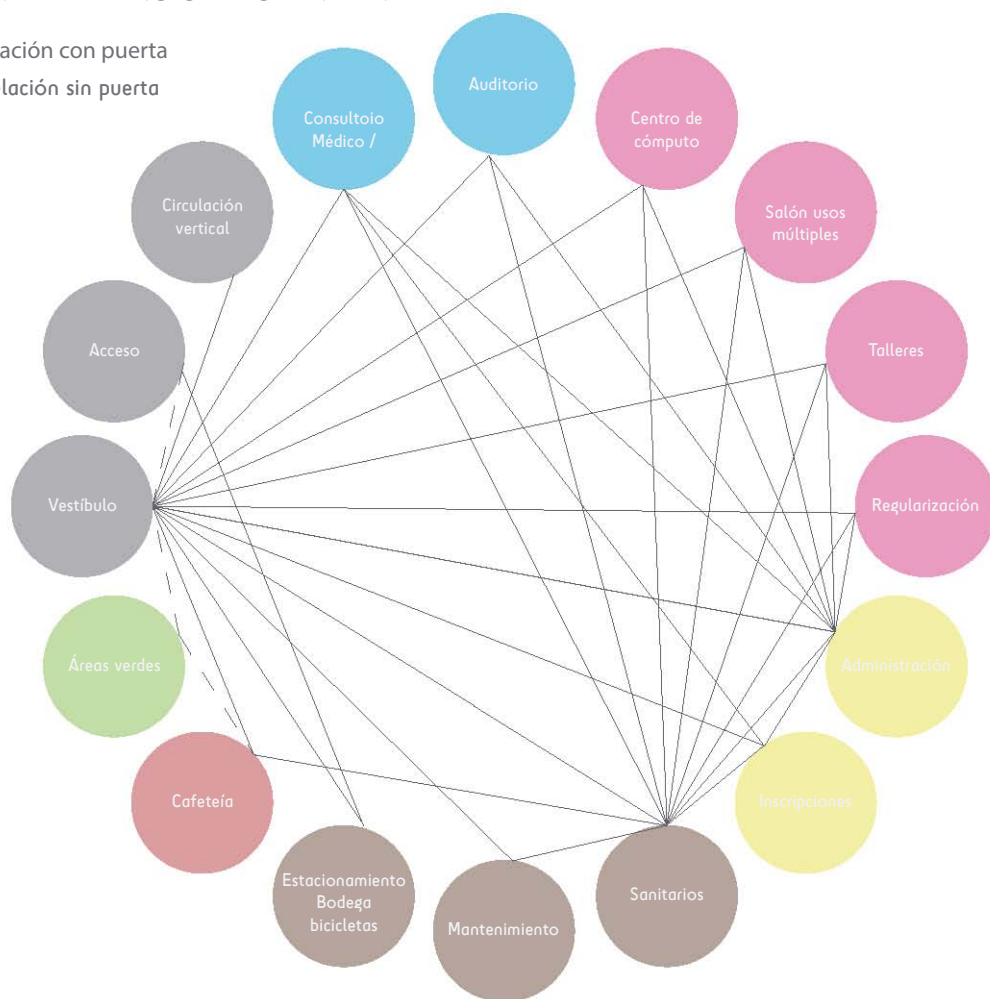 ación con puerta
lación sin puerta
Auditorio
Consultoio
Médico /
Centro de
cómputo
Circulación
vertical
Salón usos
múltiples
Acceso
Talleres
Vestíbulo
Regularización
Áreas verdes
Administración
Cafeteía
Inscripciones
Estacionamiento
Bodega
bicicletas
Mantenimiento
Sanitarios